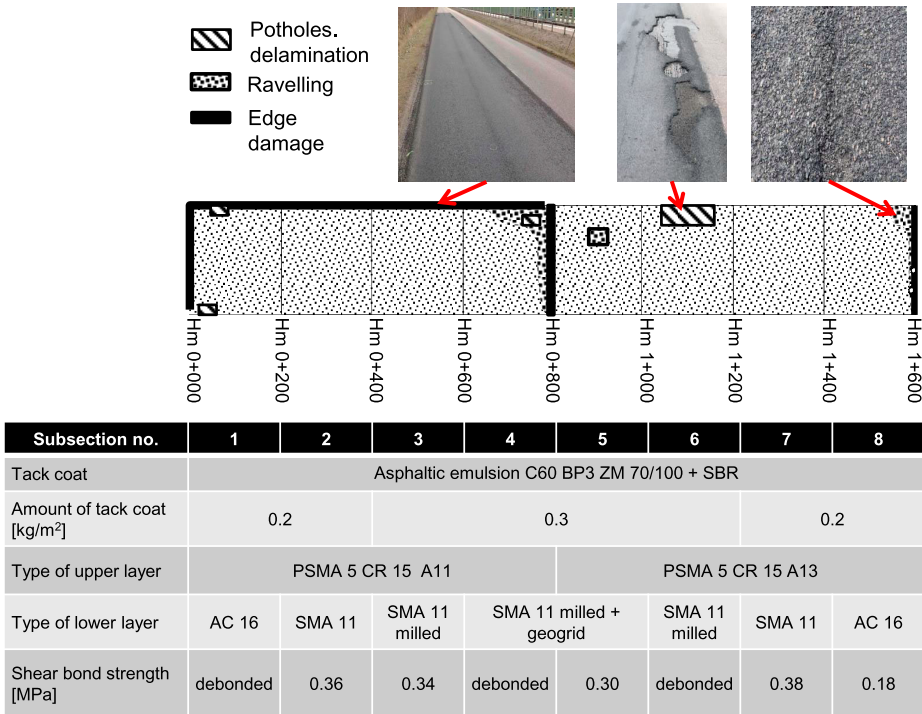 Potholes.
delamination
Ravelling
Edge
damage
Hm 0+000
Hm 0+200
Hm 0+400
Hm 0+600
Hm 0+800
Hm 1+000
Hm 1+200
Hm 1+400
Hm 1+600
Subsection no. 1 2 3 4 5 6 7 8
Tack coat Asphaltic emulsion C60 BP3 ZM 70/100 + SBR
Amount of tack coat
[kg/m²] 0.2 0.3 0.2
Type of upper layer PSMA 5 CR 15 A11 PSMA 5 CR 15 A13
Type of lower layer AC 16 SMA 11 SMA 11
milled SMA 11 milled +
geogrid SMA 11
milled SMA 11 AC 16
Shear bond strength
[MPa] debonded 0.36 0.34 debonded 0.30 debonded 0.38 0.18